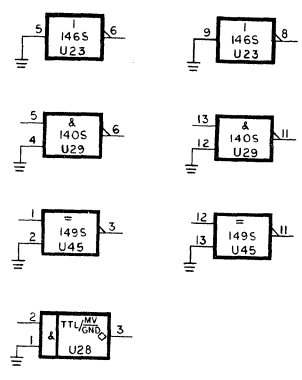 1
5 6
146S
U23
1
9 8
146S
U23
5 &
140S 6
4 U29
13 &
140S 11
12 U29
1 =
149S 3
2 U45
12 =
149S 11
13 U45
2 TTL/MV
GND 3
1 &
U28